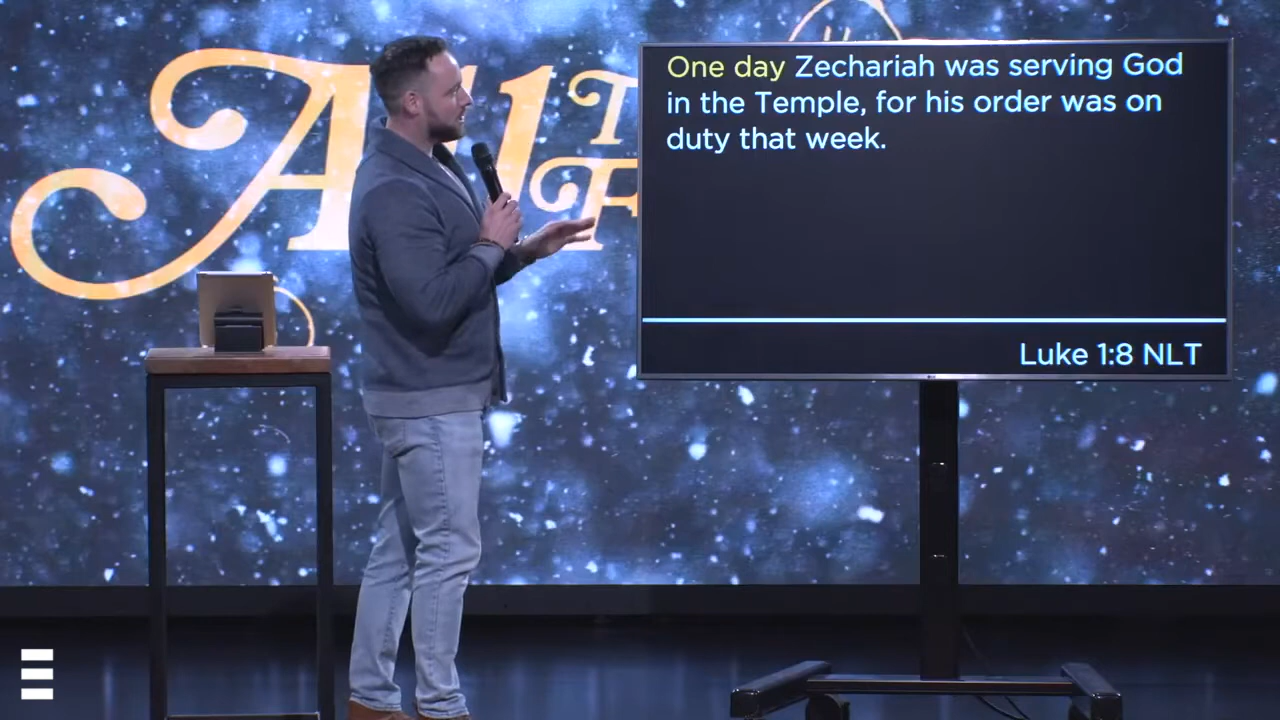 One day Zechariah was serving God
in the Temple, for his order was on
duty that week.
Luke 1:8 NLT